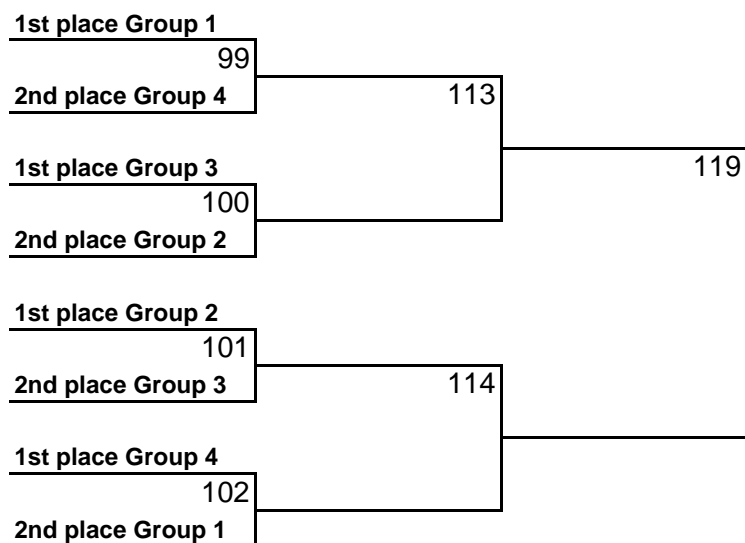 1st place Group 1
99
2nd place Group 4
113
1st place Group 3
119
100
2nd place Group 2
1st place Group 2
101
2nd place Group 3
114
1st place Group 4
102
2nd place Group 1